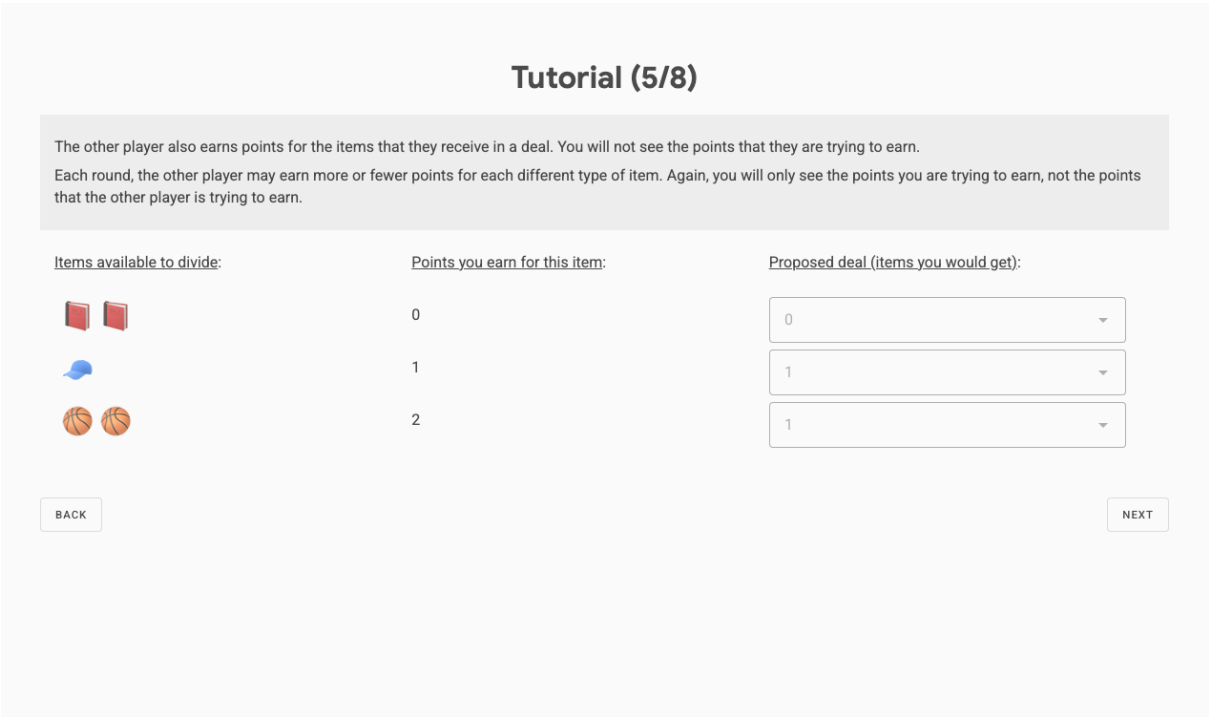 Tutorial (5/8)
The other player also earns points for the items that they receive in a deal. You will not see the points that they are trying to earn.
Each round, the other player may earn more or fewer points for each different type of item. Again, you will only see the points you are trying to earn, not the points
that the other player is trying to earn.
Items available to divide: Points you earn for this item: Proposed deal (items you would get):
0 0
1 1
2 1
BACK NEXT